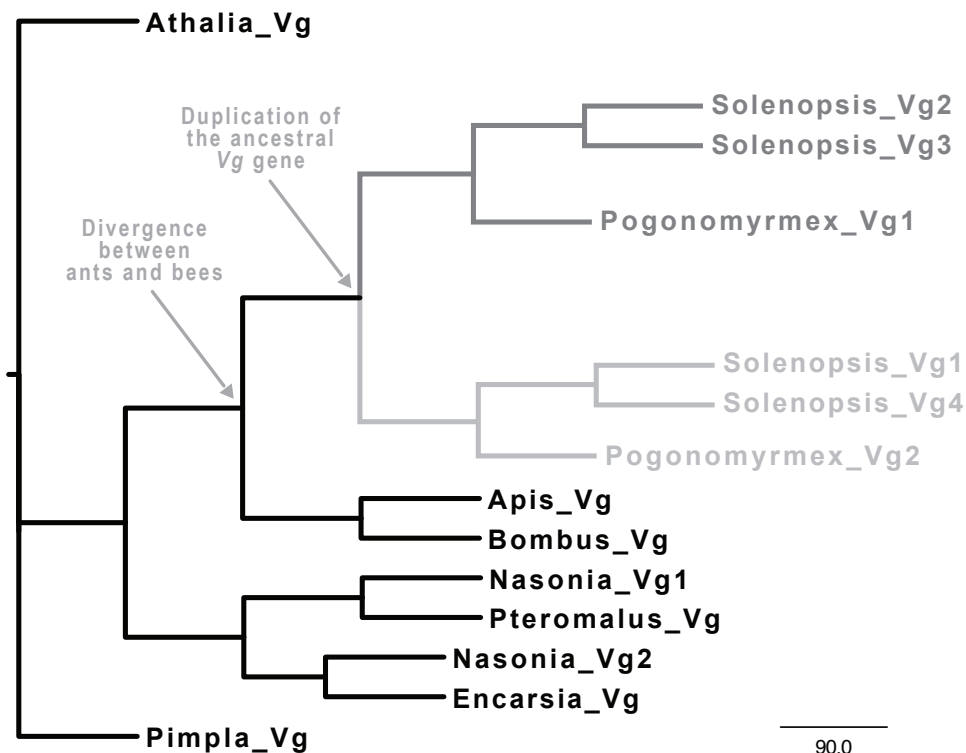 Athalia_Vg
Duplication of
the ancestral
Vg gene
Solenopsis_Vg2
Solenopsis_Vg3
Pogonomyrmex_Vg1
Divergence
between
ants and bees
Solenopsis_Vg1
Solenopsis_Vg4
Pogonomyrmex_Vg2
Apis_Vg
Bombus_Vg
Nasonia_Vg1
Pteromalus_Vg
Nasonia_Vg2
Encarsia_Vg
Pimpla_Vg
90.0